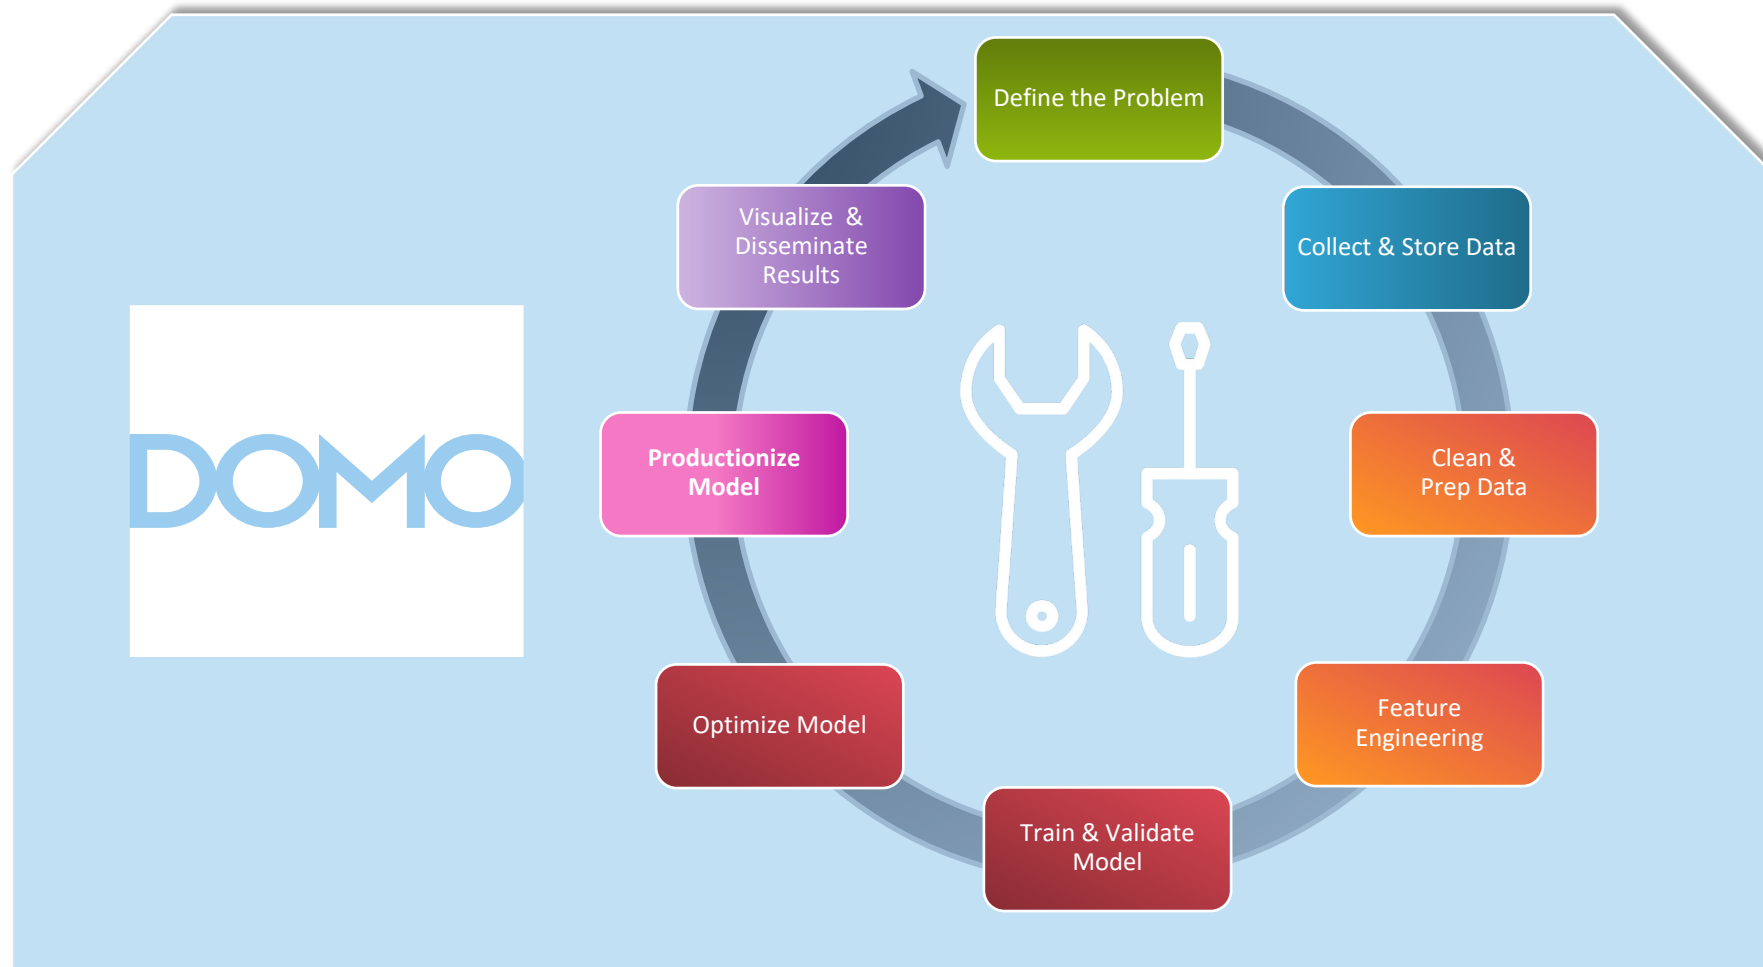 Define the Problem
Collect & Store Data
Clean &
Prep Data
Feature
Engineering
Train & Validate
Model
Optimize Model
Productionize
Model
Visualize & 
Disseminate
Results
DOMO